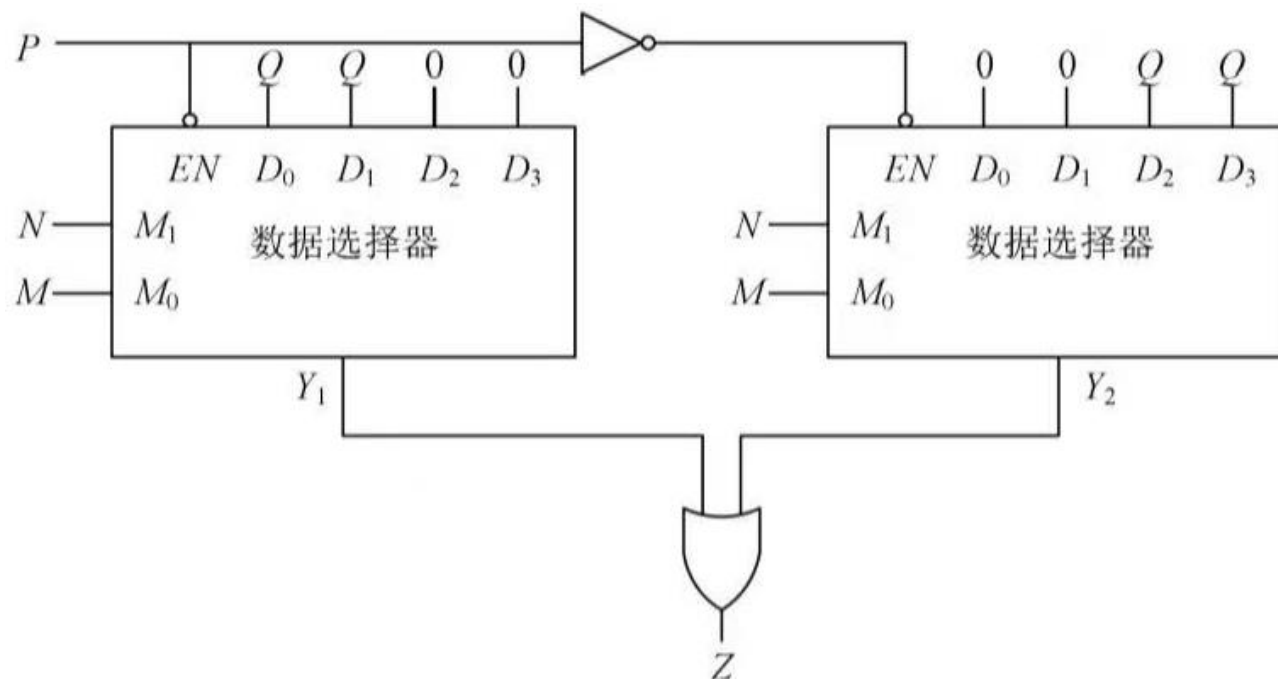 P
Q Q 0 0
0 0 Q Q
EN D₀ D₁ D₂ D₃
EN D₀ D₁ D₂ D₃
N M₁ 数据选择器
N M₁ 数据选择器
M M₀
M M₀
Y₁
Y₂
Z